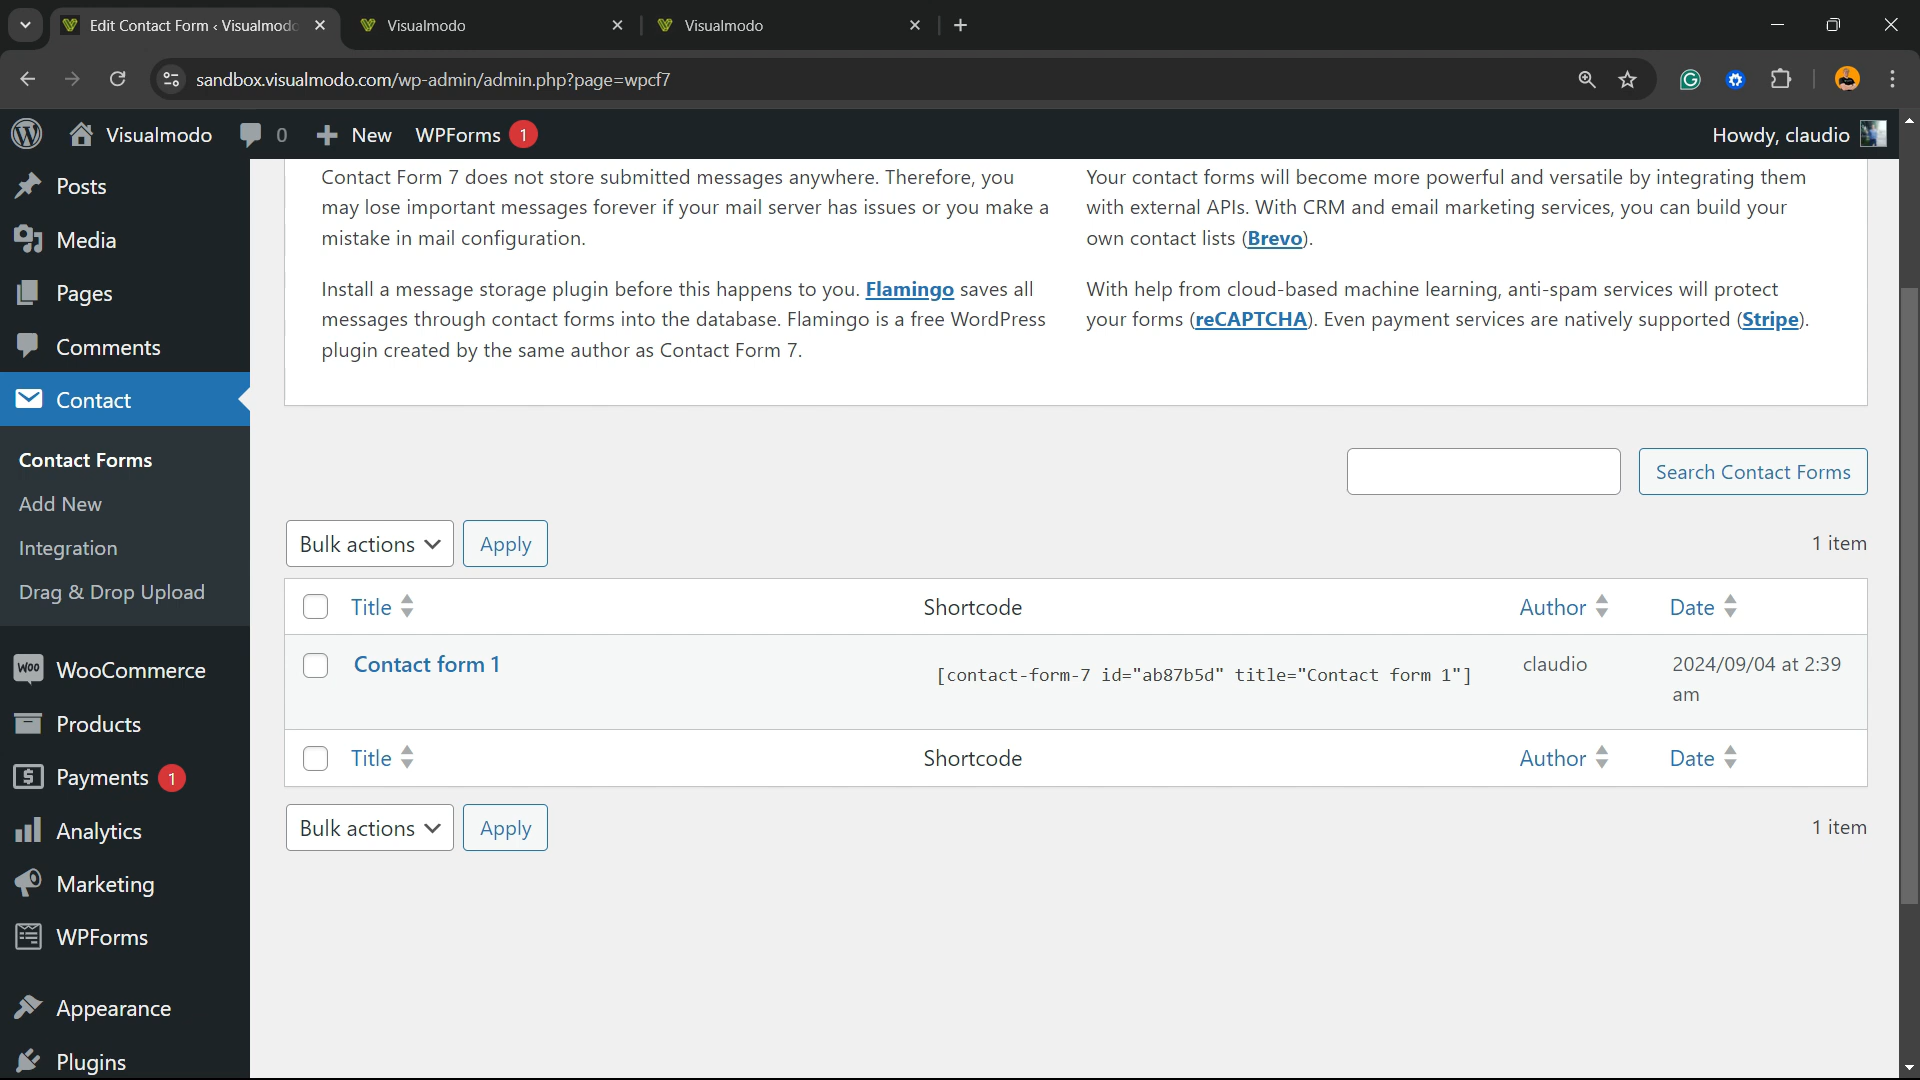 Edit Contact Form ‹ Visualmodo
Visualmodo
Visualmodo
sandbox.visualmodo.com/wp-admin/admin.php?page=wpcf7
Visualmodo
0
New
WPForms 1
Howdy, claudio
Posts
Media
Pages
Comments
Contact
Contact Forms
Add New
Integration
Drag & Drop Upload
WooCommerce
Products
Payments 1
Analytics
Marketing
WPForms
Appearance
Plugins
Contact Form 7 does not store submitted messages anywhere. Therefore, you
may lose important messages forever if your mail server has issues or you make a
mistake in mail configuration.
Install a message storage plugin before this happens to you. Flamingo saves all
messages through contact forms into the database. Flamingo is a free WordPress
plugin created by the same author as Contact Form 7.
Your contact forms will become more powerful and versatile by integrating them
with external APIs. With CRM and email marketing services, you can build your
own contact lists (Brevo).
With help from cloud-based machine learning, anti-spam services will protect
your forms (reCAPTCHA). Even payment services are natively supported (Stripe).
Search Contact Forms
Bulk actions
Apply
1 item
Title
Shortcode
Author
Date
Contact form 1
[contact-form-7 id="ab87b5d" title="Contact form 1"]
claudio
2024/09/04 at 2:39
am
Title
Shortcode
Author
Date
Bulk actions
Apply
1 item